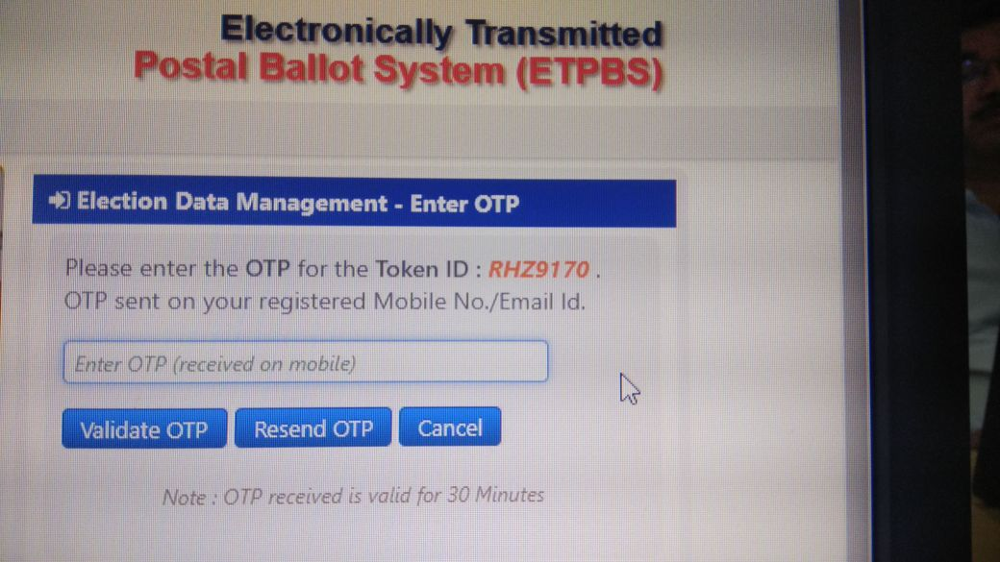 Electronically Transmitted
Postal Ballot System (ETPBS)
Election Data Management - Enter OTP
Please enter the OTP for the Token ID : RHZ9170 .
OTP sent on your registered Mobile No./Email Id.
Enter OTP (received on mobile)
Validate OTP Resend OTP Cancel
Note : OTP received is valid for 30 Minutes